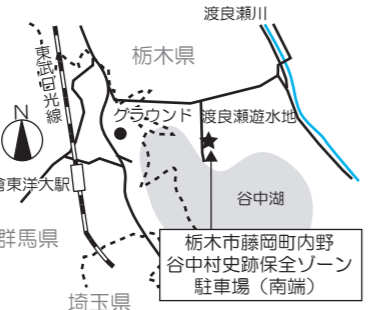 渡良瀬川
栃木県
東武日光線
N
グラウンド
渡良瀬遊水地
倉東洋大駅
谷中湖
群馬県
栃木市藤岡町内野
谷中村史跡保全ゾーン
駐車場（南端）
埼玉県